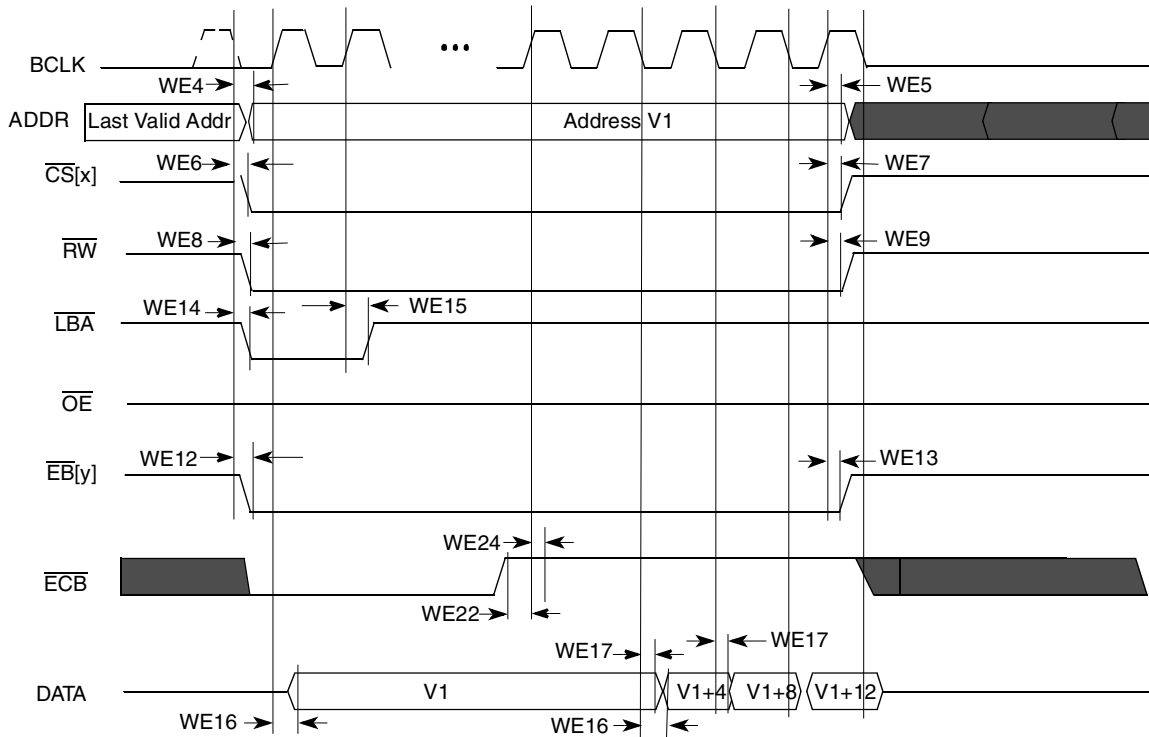 BCLK
•••
WE4
WE5
ADDR
Last Valid Addr
Address V1
WE6
WE7
CS[x]
WE8
WE9
RW
WE14
WE15
LBA
OE
WE12
WE13
EB[y]
WE24
ECB
WE22
WE17
WE17
DATA
V1
V1+4
V1+8
V1+12
WE16
WE16